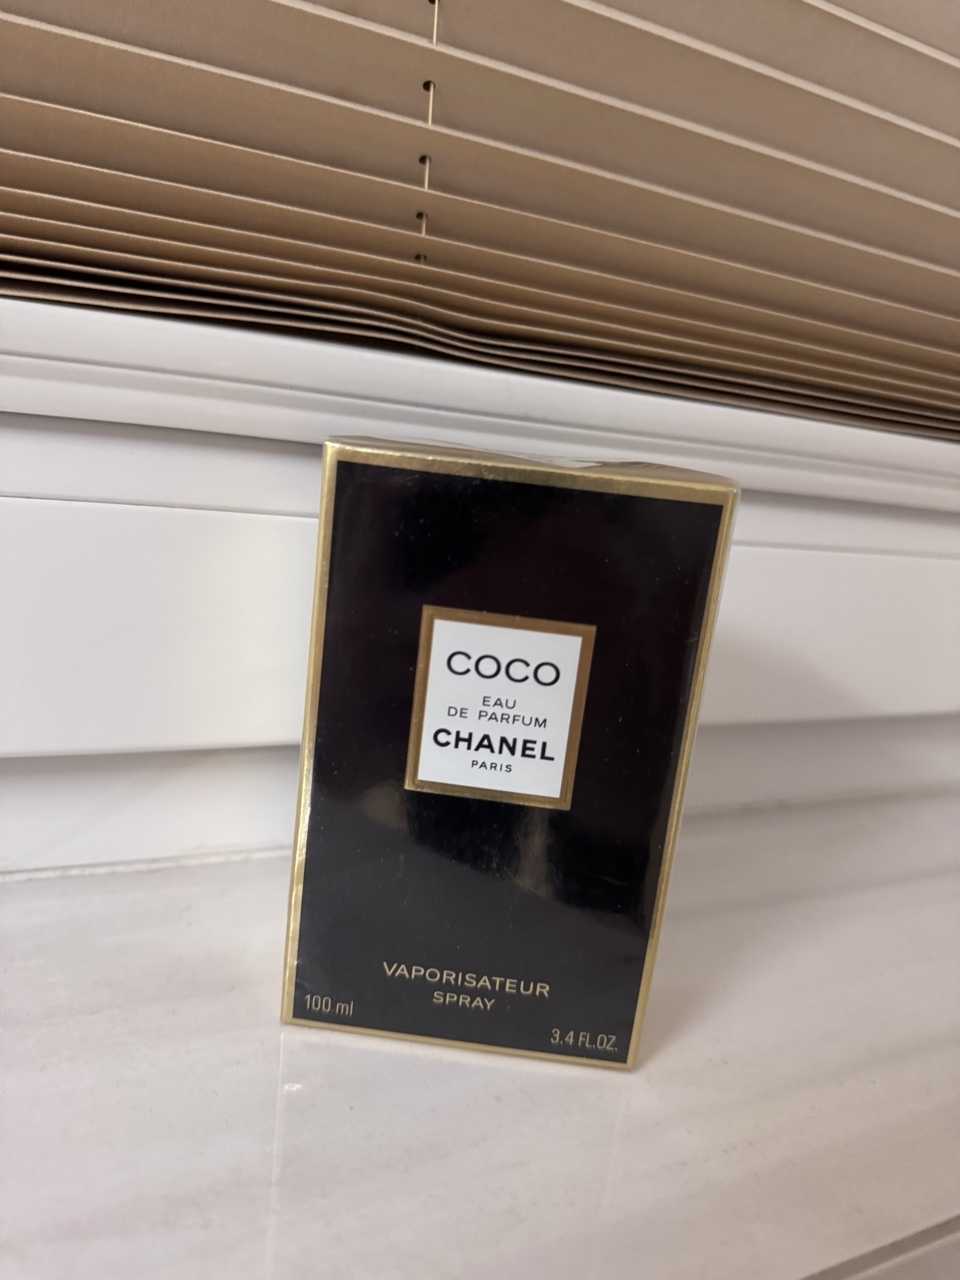 COCO
EAU
DE PARFUM
CHANEL
PARIS
VAPORISATEUR
SPRAY
100 ml
3.4 FL.OZ.